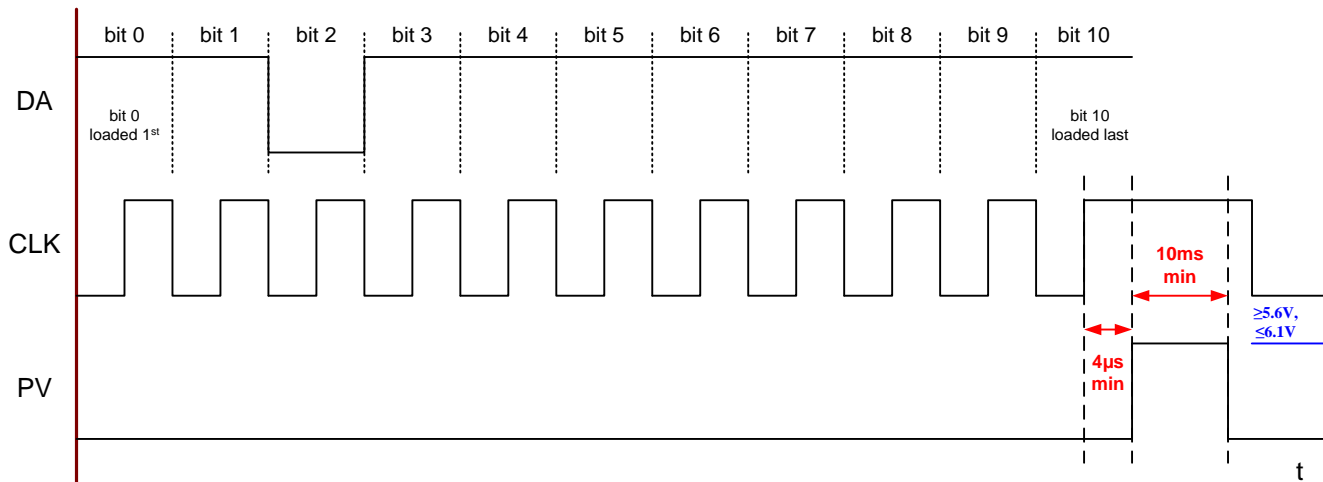 bit 0 bit 1 bit 2 bit 3 bit 4 bit 5 bit 6 bit 7 bit 8 bit 9 bit 10
DA
bit 0
loaded 1st
bit 10
loaded last
CLK
10ms
min
≥5.6V,
≤6.1V
4µs
min
PV
t